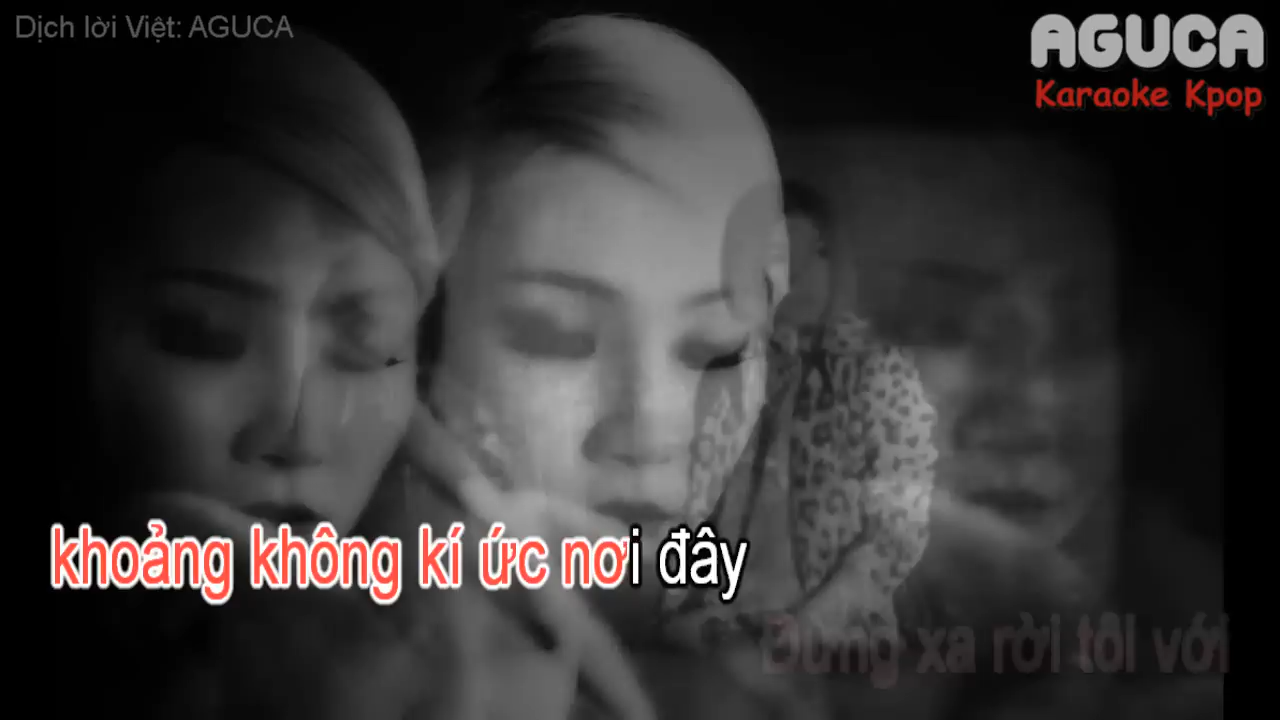 Dịch lời Việt: AGUCA
AGUCA
Karaoke Kpop
khoảng không kí ức nơi đây
Đừng xa rời tôi với